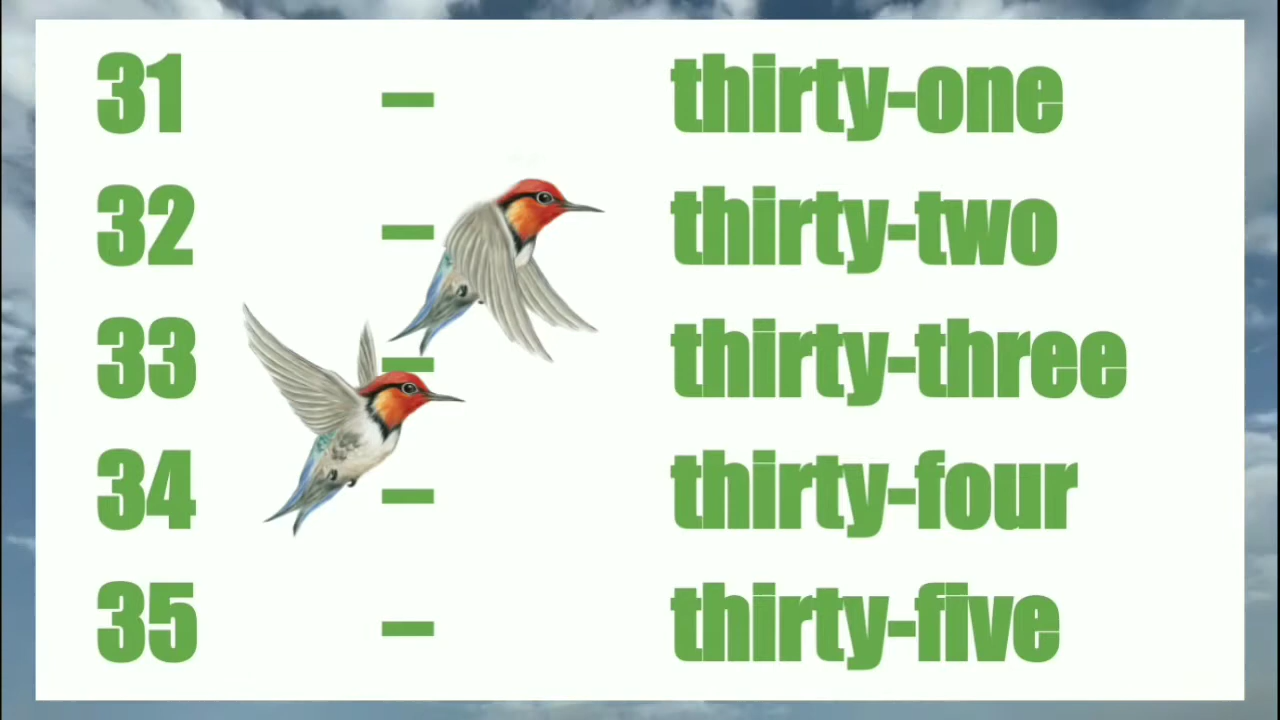 31 – thirty-one
32 – thirty-two
33 – thirty-three
34 – thirty-four
35 – thirty-five